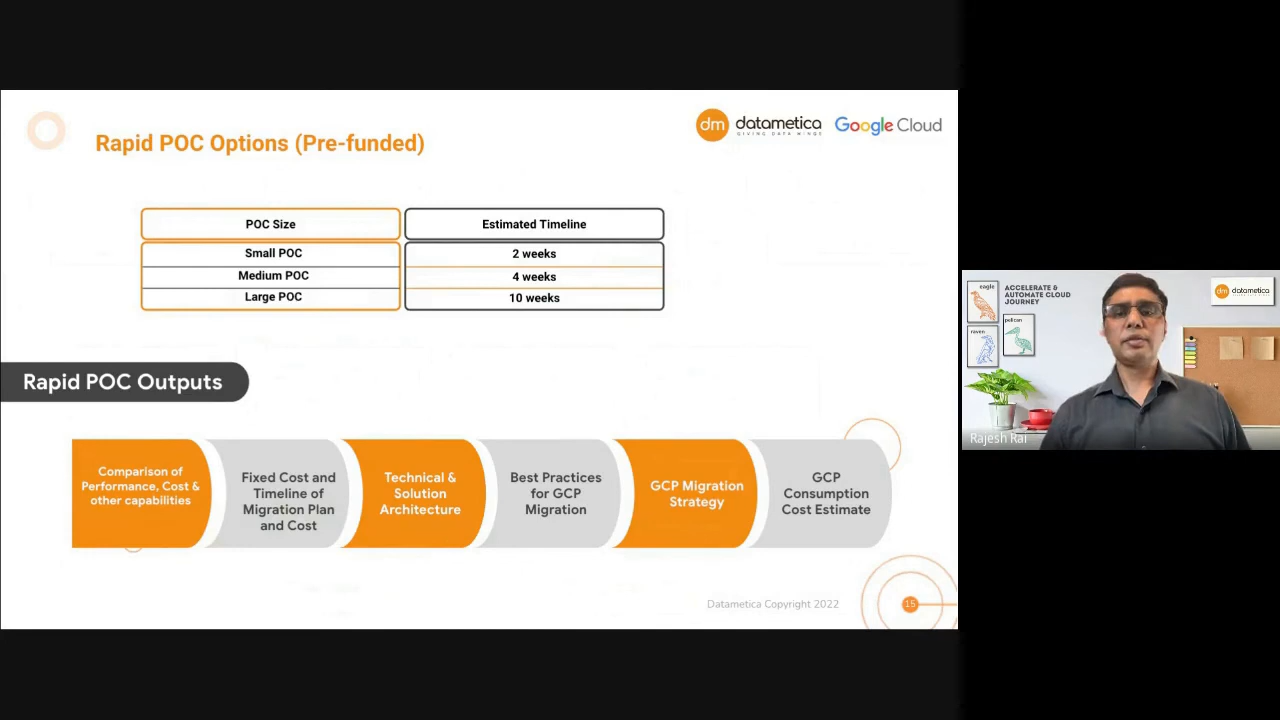 Rapid POC Options (Pre-funded)
dm datametica
GIVING DATA WINGS
Google Cloud
POC Size
Estimated Timeline
Small POC
2 weeks
Medium POC
4 weeks
Large POC
10 weeks
Rapid POC Outputs
Comparison of
Performance, Cost &
other capabilities
Fixed Cost and
Timeline of
Migration Plan
and Cost
Technical &
Solution
Architecture
Best Practices
for GCP
Migration
GCP Migration
Strategy
GCP
Consumption
Cost Estimate
Datametica Copyright 2022
15
eagle
ACCELERATE &
AUTOMATE CLOUD
JOURNEY
pelican
raven
dm datametica
Rajesh Rai